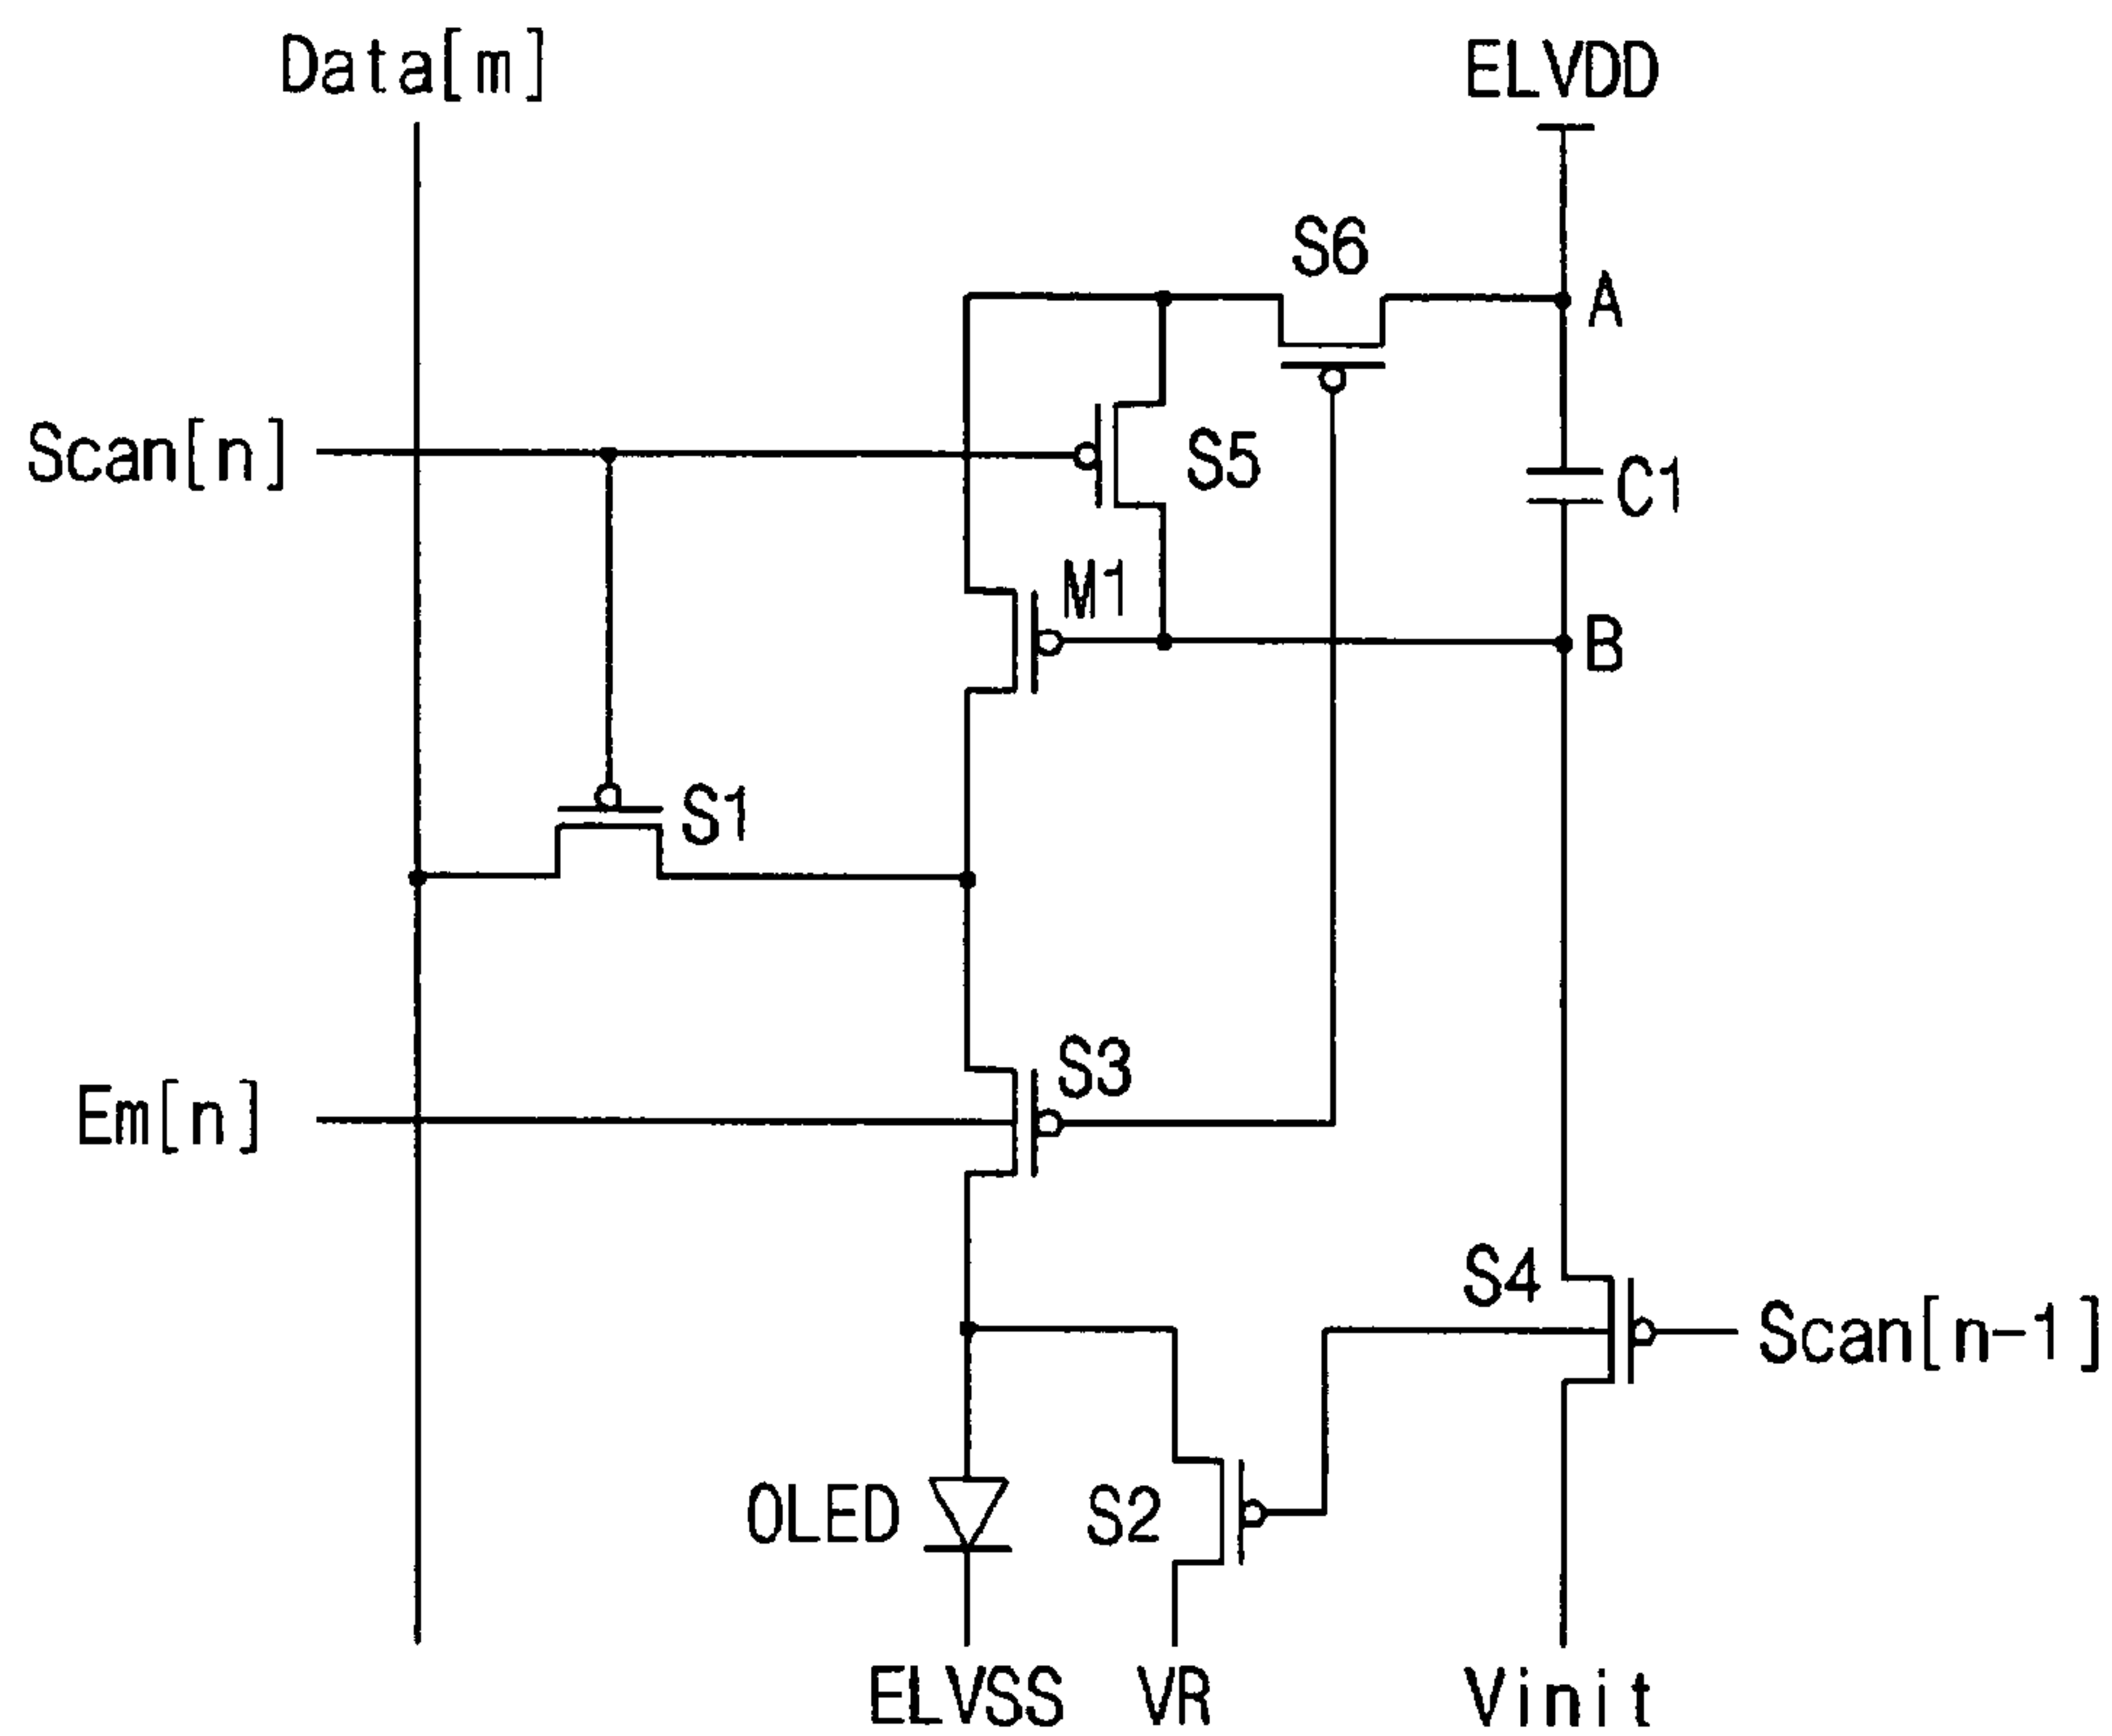 Data[m]
ELVDD
S6
A
Scan[n]
S5
C1
M1
B
S1
S3
Em[n]
S4
Scan[n-1]
OLED
S2
ELVSS
VR
Vinit